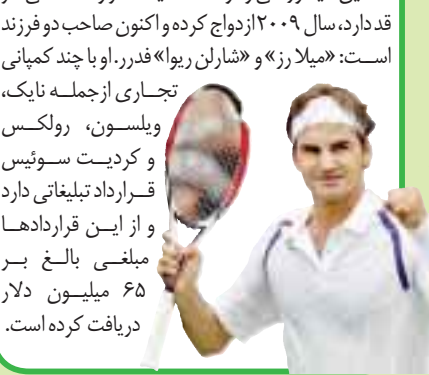 قد دارد، سال ۲۰۰۹ ازدواج کرده و اکنون صاحب دو فرزند
است: «میلا رز» و «شارلن ریوا» فدرر. او با چند کمپانی
تجاری ازجمله نایک،
ویلسون، رولکس
و کردیت سوئیس
قرارداد تبلیغاتی دارد
و از این قراردادها
مبلغی بالغ بر
۶۵ میلیون دلار
دریافت کرده است.